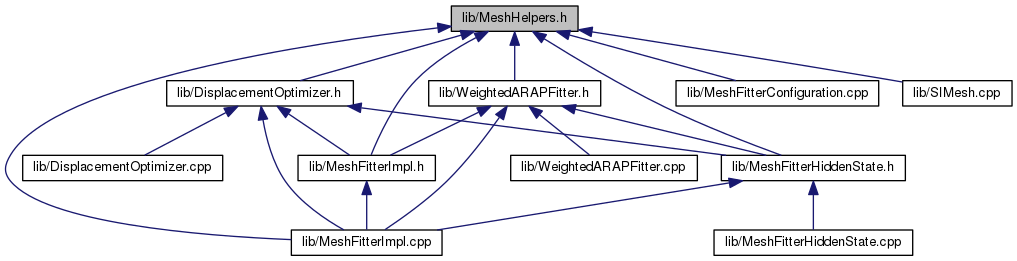 lib/MeshHelpers.h
lib/DisplacementOptimizer.h
lib/WeightedARAPFitter.h
lib/MeshFitterConfiguration.cpp
lib/SIMesh.cpp
lib/DisplacementOptimizer.cpp
lib/MeshFitterImpl.h
lib/WeightedARAPFitter.cpp
lib/MeshFitterHiddenState.h
lib/MeshFitterImpl.cpp
lib/MeshFitterHiddenState.cpp